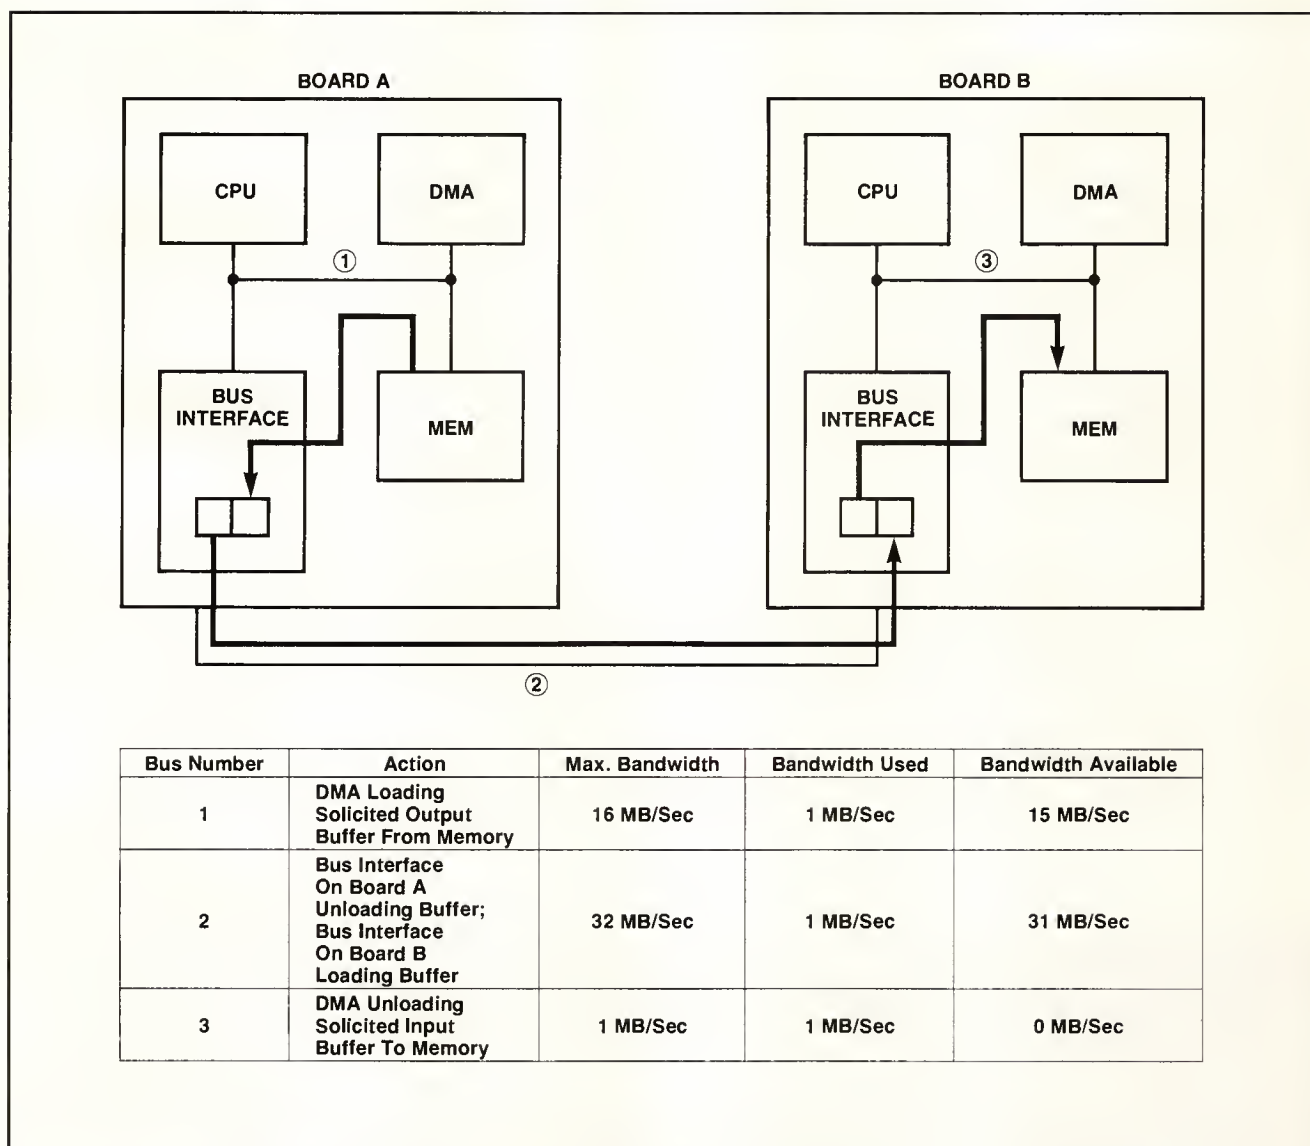 BOARD A
BOARD B
CPU
DMA
CPU
DMA
①
③
BUS
INTERFACE
MEM
BUS
INTERFACE
MEM
②
Bus Number Action Max. Bandwidth Bandwidth Used Bandwidth Available
1
DMA Loading
Solicited Output
Buffer From Memory
16 MB/Sec 1 MB/Sec 15 MB/Sec
2
Bus Interface
On Board A
Unloading Buffer;
Bus Interface
On Board B
Loading Buffer
32 MB/Sec 1 MB/Sec 31 MB/Sec
3
DMA Unloading
Solicited Input
Buffer To Memory
1 MB/Sec 1 MB/Sec 0 MB/Sec